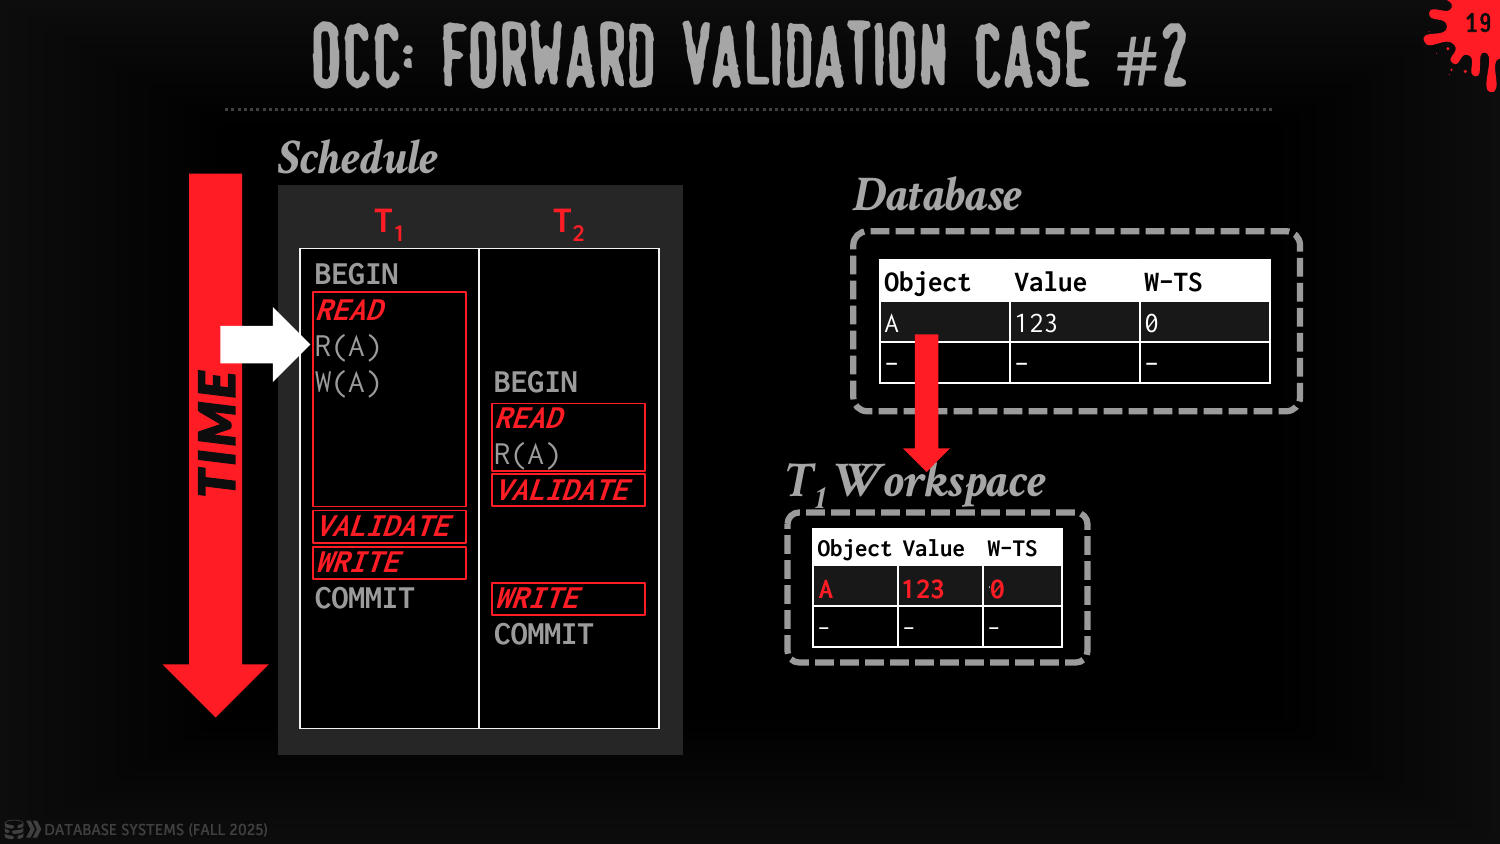 OCC: FORWARD VALIDATION CASE #2
19
Schedule
T1 T2
BEGIN
READ
R(A)
W(A)
VALIDATE
WRITE
COMMIT
BEGIN
READ
R(A)
VALIDATE
WRITE
COMMIT
TIME
Database
Object Value W-TS
A 123 0
- - -
T1 Workspace
Object Value W-TS
A 123 0
- - -
DATABASE SYSTEMS (FALL 2025)